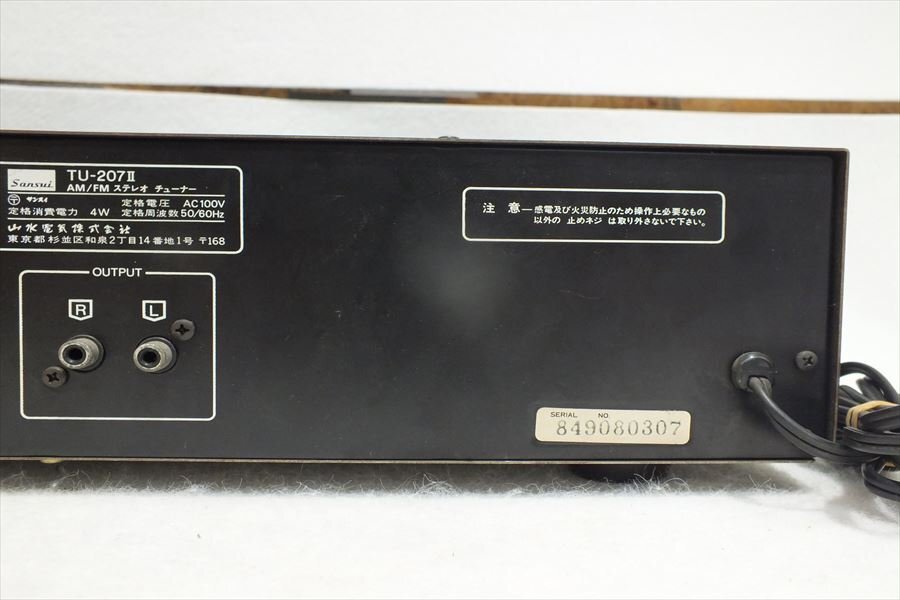 Sansui
TU-207II
AM/FM ステレオ チューナー
サンスイ 定格電圧 AC100V
定格消費電力 4W 定格周波数 50/60Hz
山水電気株式会社
東京都杉並区和泉2丁目14番地1号 〒168
注 意—感電及び火災防止のため操作上必要なもの
以外の 止めネジ は取り外さないで下さい。
OUTPUT
R L
SERIAL NO.
849080307